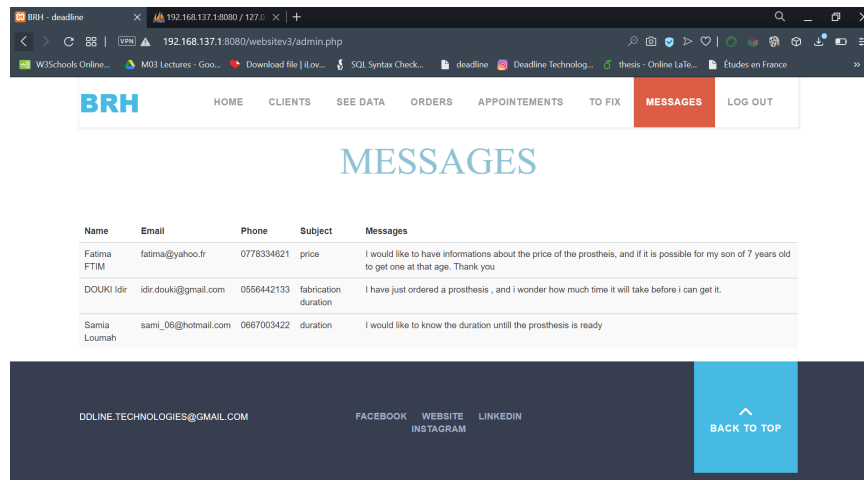 BRH - deadline
192.168.137.1:8080 / 127.0
VPN 192.168.137.1:8080/websitev3/admin.php
W3Schools Online... M03 Lectures - Goo... Download file | iLov... SQL Syntax Check... deadline Deadline Technolog... thesis - Online LaTe... Études en France »
BRH HOME CLIENTS SEE DATA ORDERS APPOINTEMENTS TO FIX MESSAGES LOG OUT
MESSAGES
Name Email Phone Subject Messages
Fatima fatima@yahoo.fr 0778334621 price I would like to have informations about the price of the prostheis, and if it is possible for my son of 7 years old
FTIM to get one at that age. Thank you
DOUKI Idir idir.douki@gmail.com 0556442133 fabrication I have just ordered a prosthesis , and i wonder how much time it will take before i can get it.
duration
Samia sami_06@hotmail.com 0667003422 duration I would like to know the duration untill the prosthesis is ready
Loumah
DDLINE.TECHNOLOGIES@GMAIL.COM FACEBOOK WEBSITE LINKEDIN
INSTAGRAM
BACK TO TOP